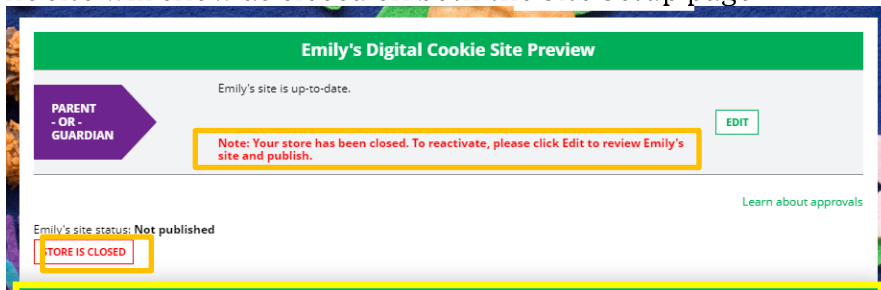 Emily's Digital Cookie Site Preview
Emily's site is up-to-date.
PARENT
- OR -
GUARDIAN
EDIT
Note: Your store has been closed. To reactivate, please click Edit to review Emily's
site and publish.
Learn about approvals
Emily's site status: Not published
STORE IS CLOSED